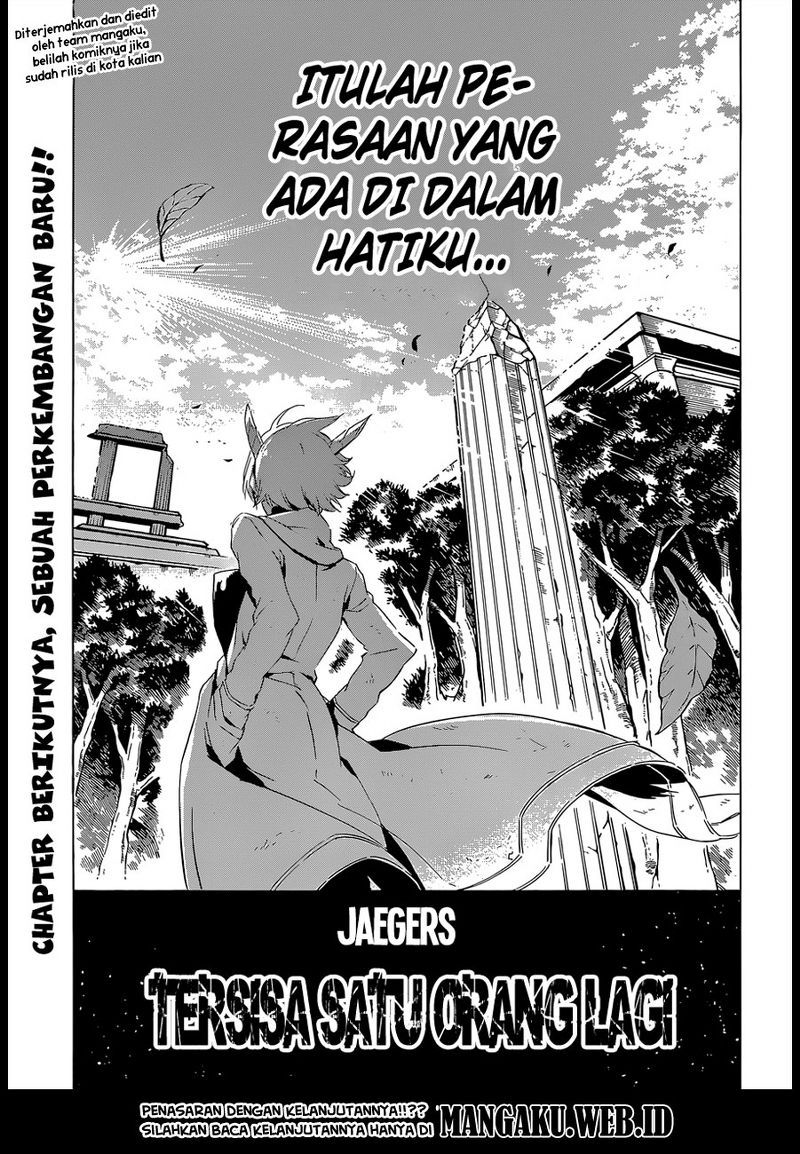 Diterjemahkan dan diedit
oleh team mangaku,
belilah komiknya jika
sudah rilis di kota kalian
ITULAH PE-
RASAAN YANG
ADA DI DALAM
HATIKU...
CHAPTER BERIKUTNYA, SEBUAH PERKEMBANGAN BARU!!
JAEGERS
TERSISA SATU ORANG LAGI
PENASARAN DENGAN KELANJUTANNYA!!??
SILAHKAN BACA KELANJUTANNYA HANYA DI
MANGAKU.WEB.ID